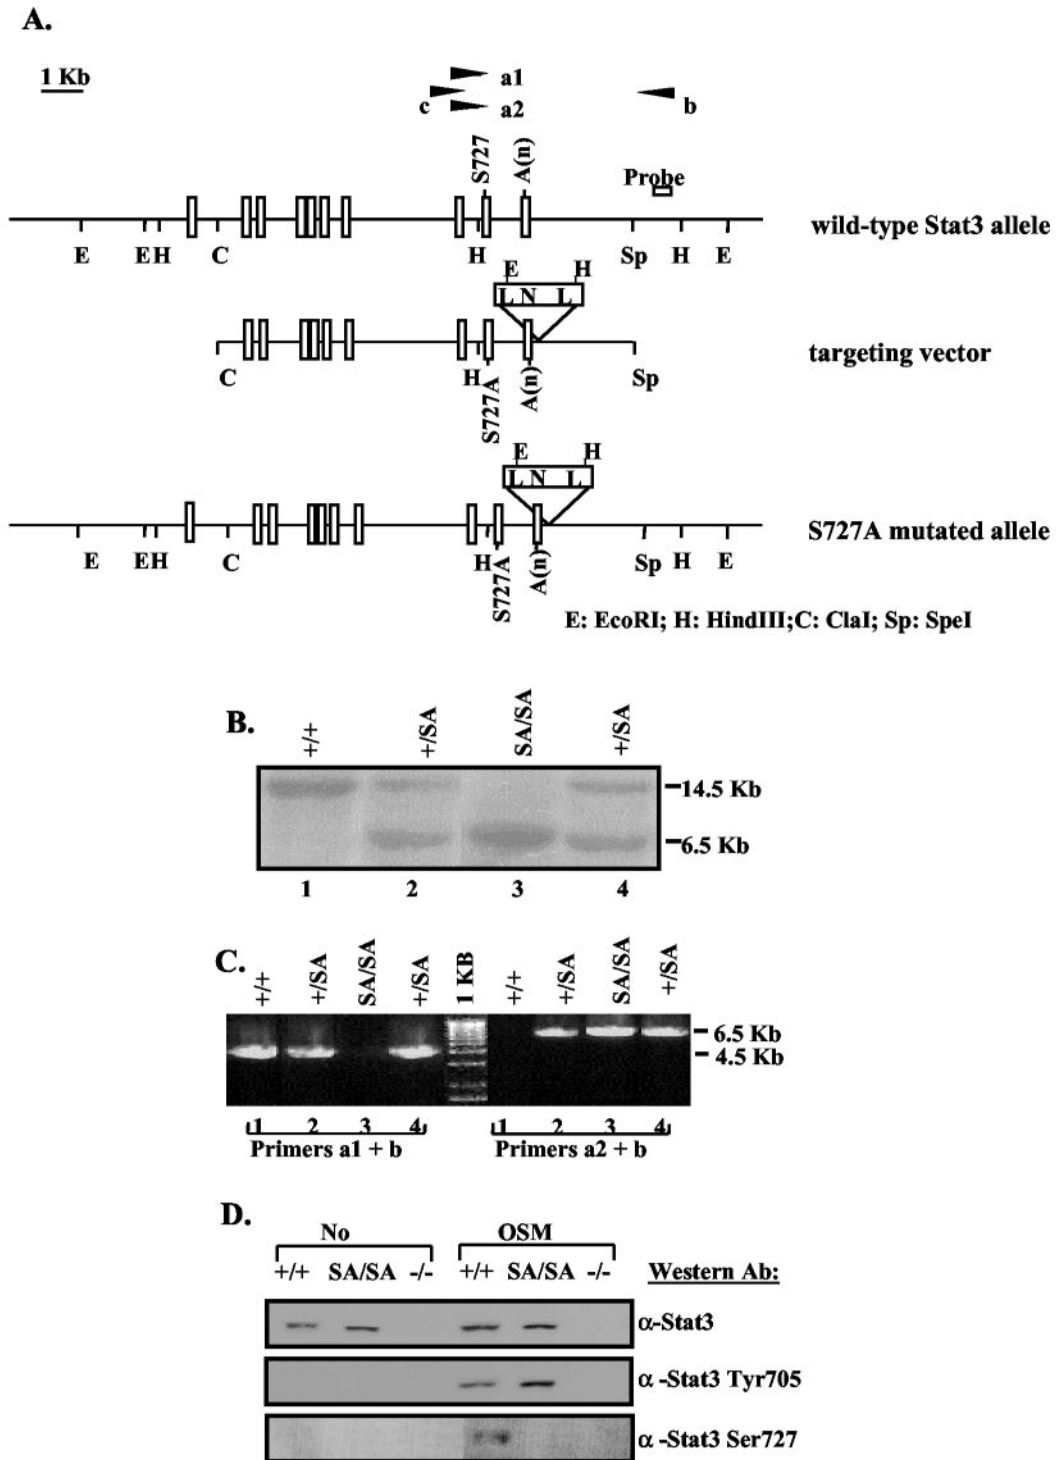 A.
1 Kb
a1
c
a2
b
S727
A(n)
Probe
wild-type Stat3 allele
E E H C H Sp H E
E H
L N L
targeting vector
C H S727A A(n) Sp
E H
L N L
S727A mutated allele
E E H C H S727A A(n) Sp H E
E: EcoRI; H: HindIII;C: ClaI; Sp: SpeI
B.
+/+ +/SA SA/SA +/SA
14.5 Kb
6.5 Kb
1 2 3 4
C.
+/+ +/SA SA/SA +/SA 1 KB +/+ +/SA SA/SA +/SA
6.5 Kb
4.5 Kb
1 2 3 4 1 2 3 4
Primers a1 + b Primers a2 + b
D.
No OSM
+/+ SA/SA -/- +/+ SA/SA -/- Western Ab:
α-Stat3
α -Stat3 Tyr705
α -Stat3 Ser727